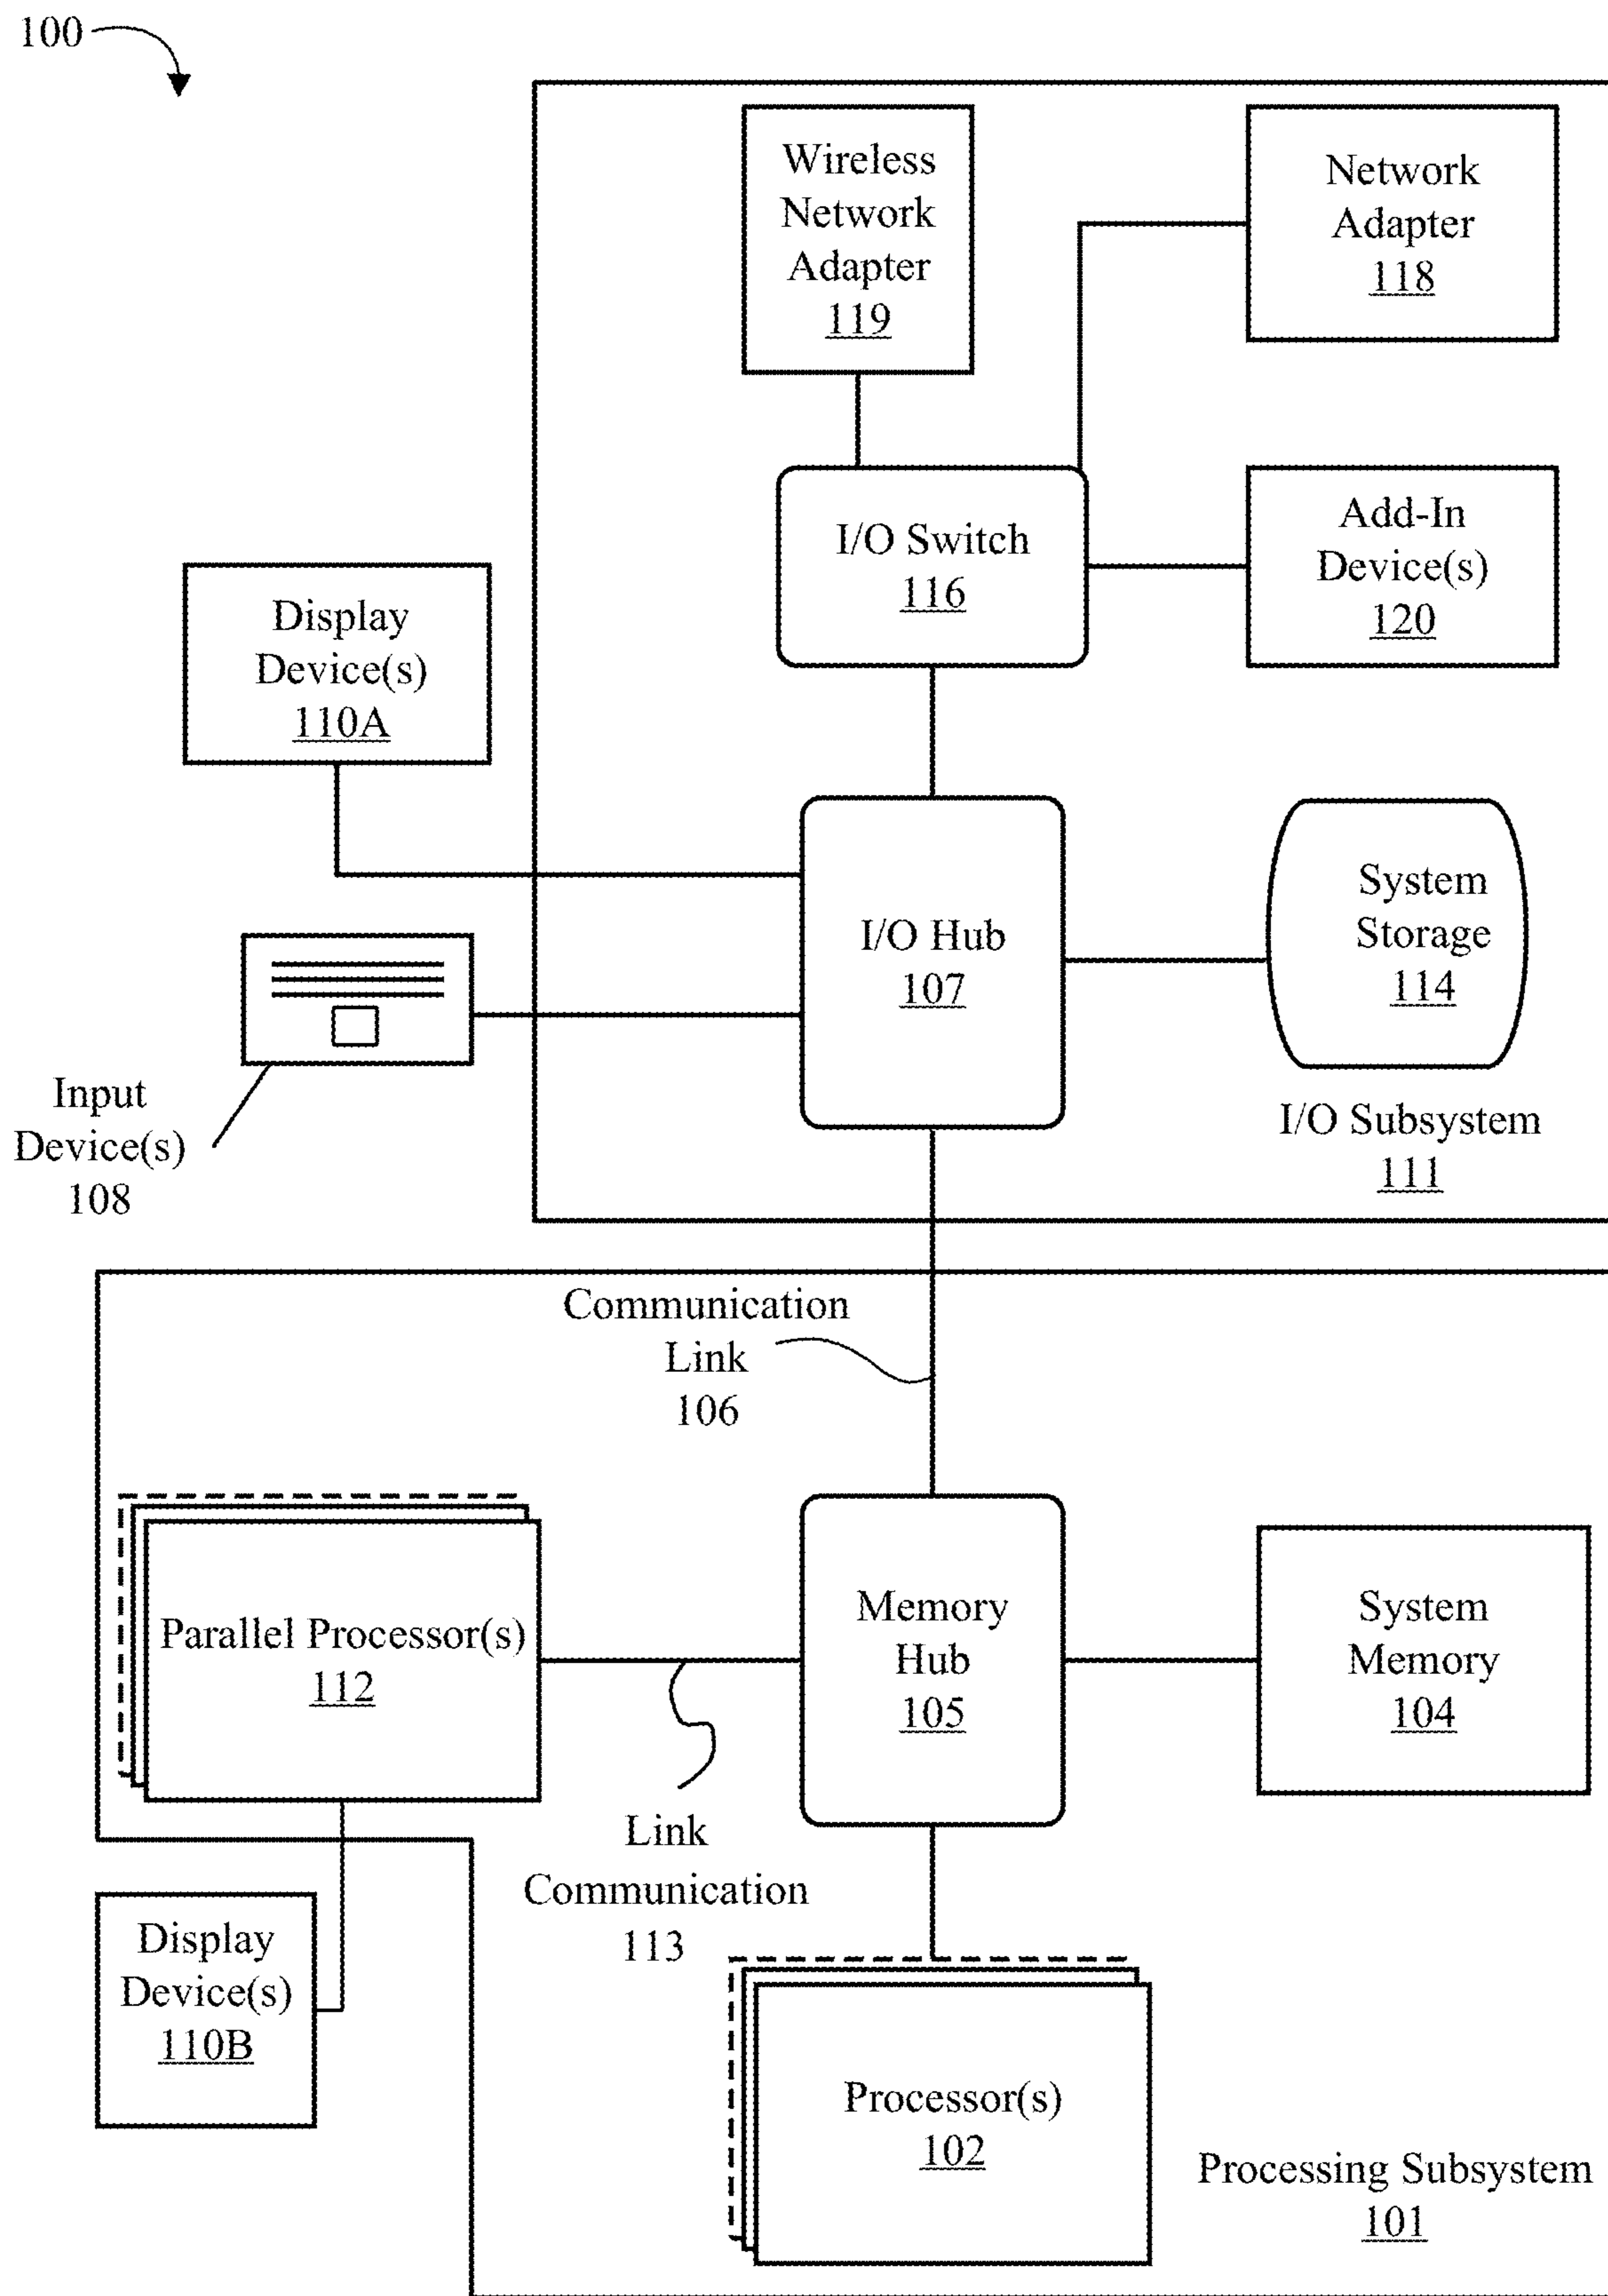 100
Wireless
Network
Adapter
119
Network
Adapter
118
I/O Switch
116
Add-In
Device(s)
120
Display
Device(s)
110A
I/O Hub
107
System
Storage
114
Input
Device(s)
108
I/O Subsystem
111
Communication
Link
106
Parallel Processor(s)
112
Memory
Hub
105
System
Memory
104
Link
Communication
113
Display
Device(s)
110B
Processor(s)
102
Processing Subsystem
101